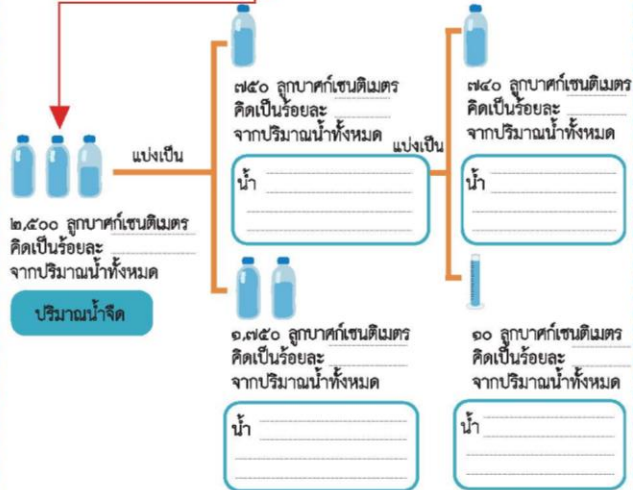 ๗๕๐ ลูกบาศก์เซนติเมตร
คิดเป็นร้อยละ
จากปริมาณน้ำทั้งหมด
น้ำ
๗๔๐ ลูกบาศก์เซนติเมตร
คิดเป็นร้อยละ
จากปริมาณน้ำทั้งหมด
น้ำ
แบ่งเป็น
แบ่งเป็น
๒,๕๐๐ ลูกบาศก์เซนติเมตร
คิดเป็นร้อยละ
จากปริมาณน้ำทั้งหมด
ปริมาณน้ำจืด
๑,๗๕๐ ลูกบาศก์เซนติเมตร
คิดเป็นร้อยละ
จากปริมาณน้ำทั้งหมด
น้ำ
๑๐ ลูกบาศก์เซนติเมตร
คิดเป็นร้อยละ
จากปริมาณน้ำทั้งหมด
น้ำ